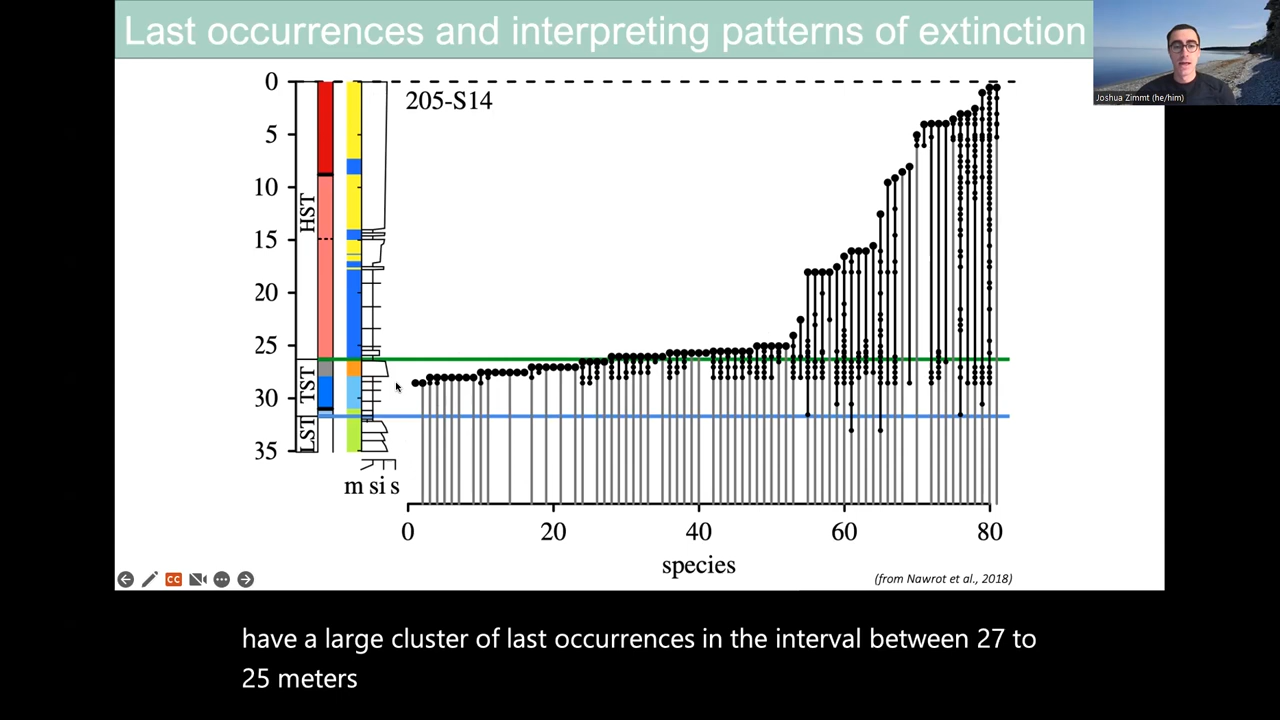 Last occurrences and interpreting patterns of extinction
Joshua Zimmt (he/him)
0
5
10
15
20
25
30
35
HST
TST
LST
m si s
205-S14
0
20
40
60
80
species
(from Nawrot et al., 2018)
CC
have a large cluster of last occurrences in the interval between 27 to
25 meters